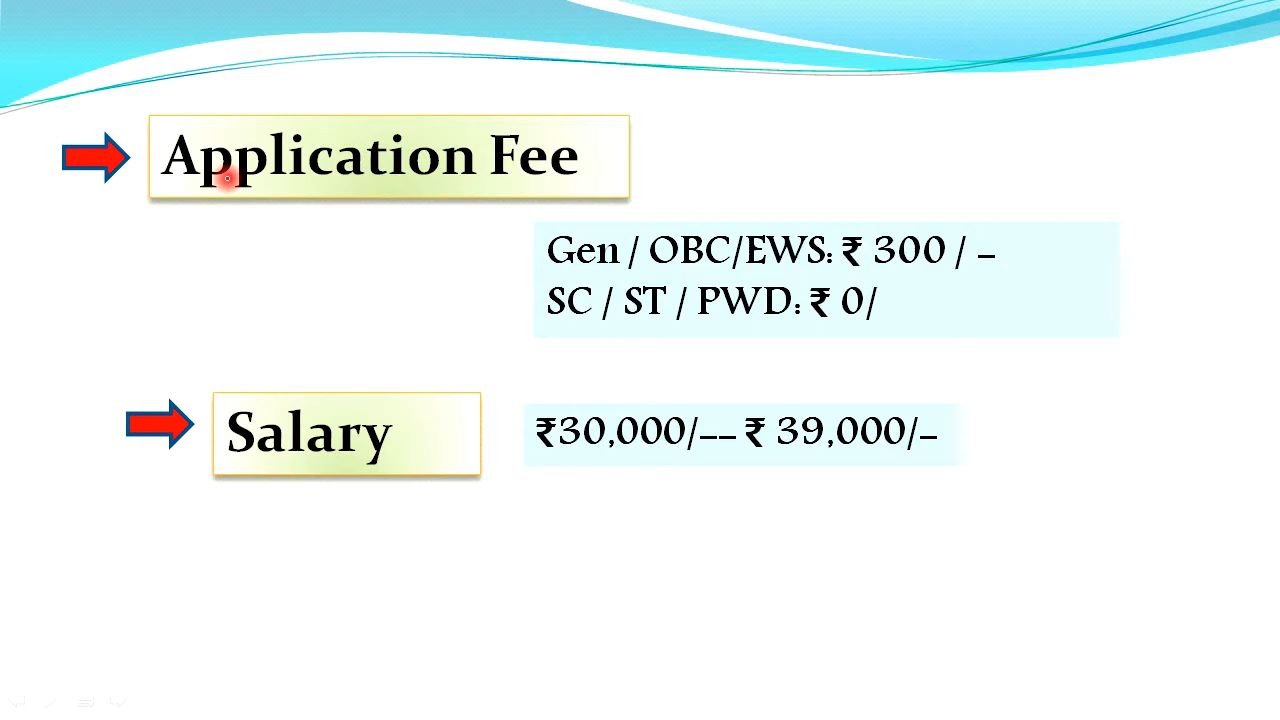 Application Fee
Gen / OBC/EWS: ₹ 300 / -
SC / ST / PWD: ₹ 0/
Salary
₹30,000/-- ₹ 39,000/-